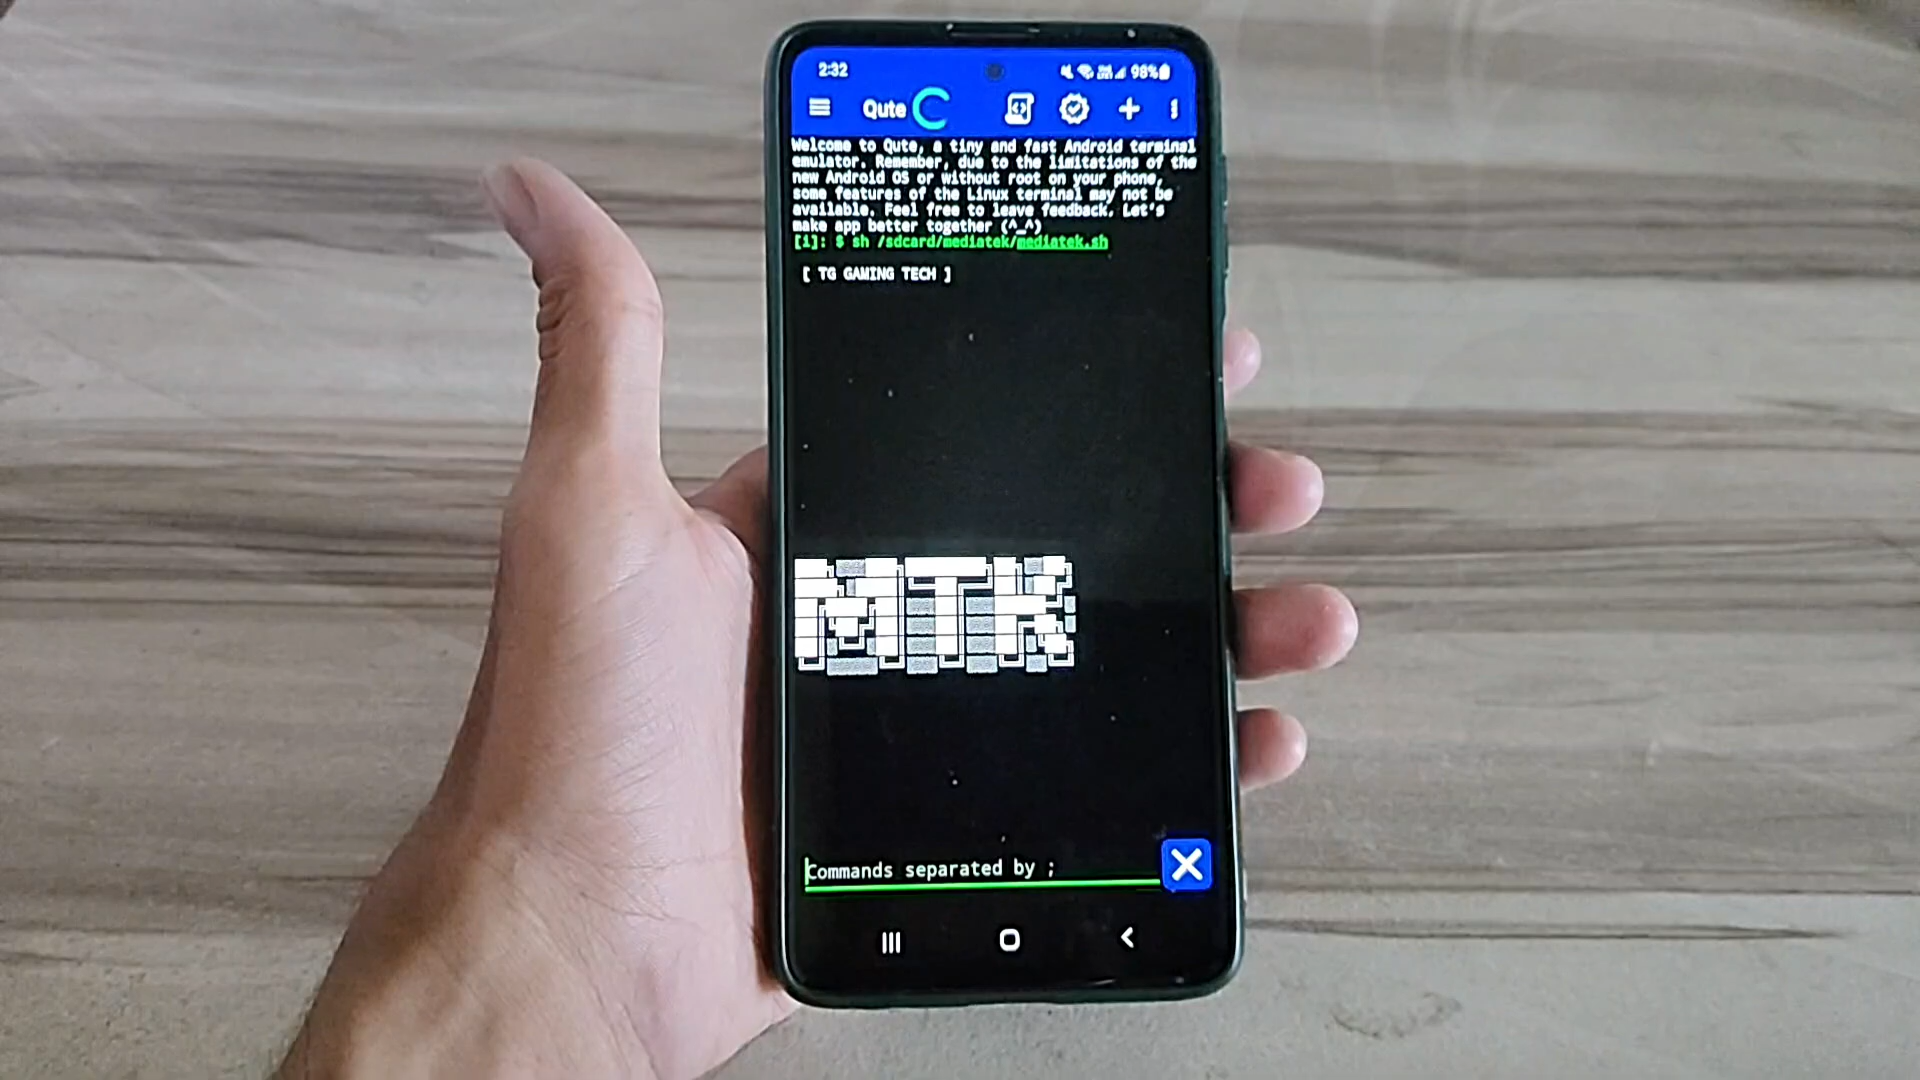 2:32
98%
Qute
Welcome to Qute, a tiny and fast Android terminal
emulator. Remember, due to the limitations of the
new Android OS or without root on your phone,
some features of the Linux terminal may not be
available. Feel free to leave feedback. Let's
make app better together (^_^)
[1]: $ sh /sdcard/mediatek/mediatek.sh
[ TG GAMING TECH ]
MTK
Commands separated by ;